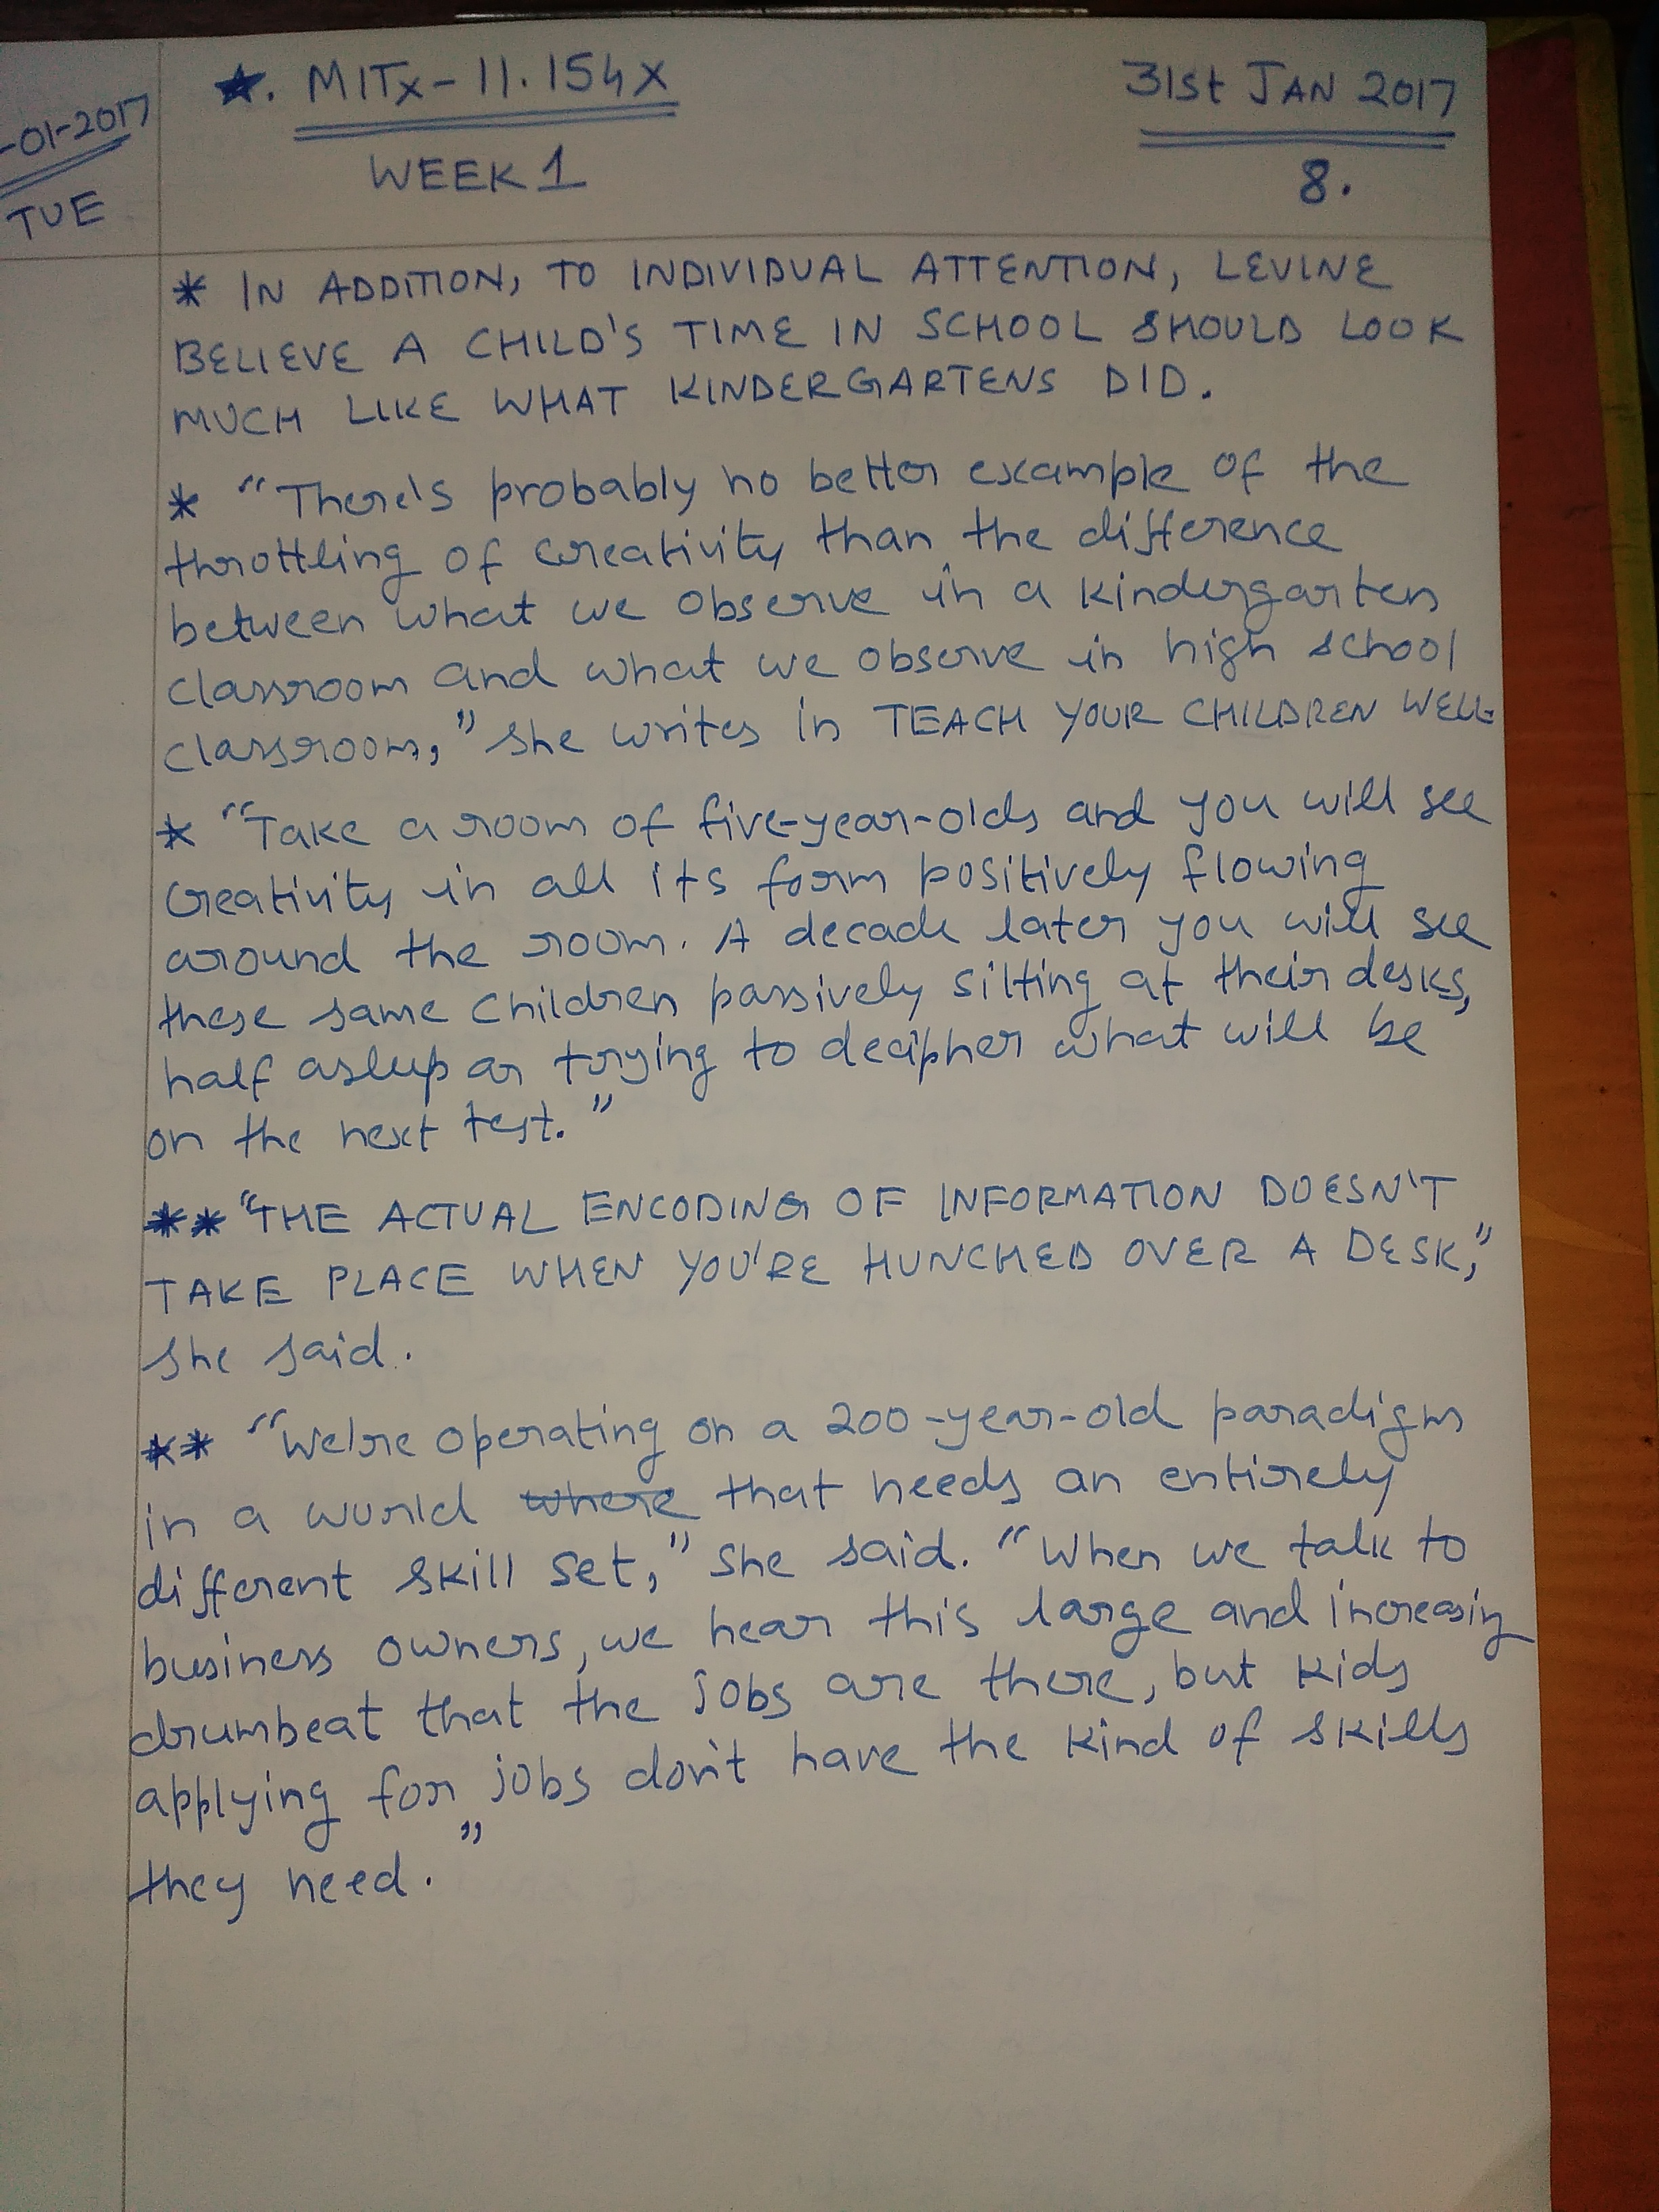 ★. MITx-11.154x
31st JAN 2017
-01-2017
WEEK 1
8.
TUE
* IN ADDITION, TO INDIVIDUAL ATTENTION, LEVINE
BELIEVE A CHILD'S TIME IN SCHOOL SHOULD LOOK
MUCH LIKE WHAT KINDERGARTENS DID.
* "There's probably no better example of the
throttling of creativity than the difference
between what we observe in a kindergarten
classroom and what we observe in high school
classroom," she writes in TEACH YOUR CHILDREN WELL
* "Take a room of five-year-olds and you will see
creativity in all its form positively flowing
around the room. A decade later you will see
these same children passively sitting at their desks,
half asleep or trying to decipher what will be
on the next test."
** "THE ACTUAL ENCODING OF INFORMATION DOESN'T
TAKE PLACE WHEN YOU'RE HUNCHED OVER A DESK,"
she said.
** "We're operating on a 200-year-old paradigm
in a world where that needs an entirely
different skill set," she said. "When we talk to
business owners, we hear this large and increasing
drumbeat that the jobs are there, but kids
applying for jobs don't have the kind of skills
they need."